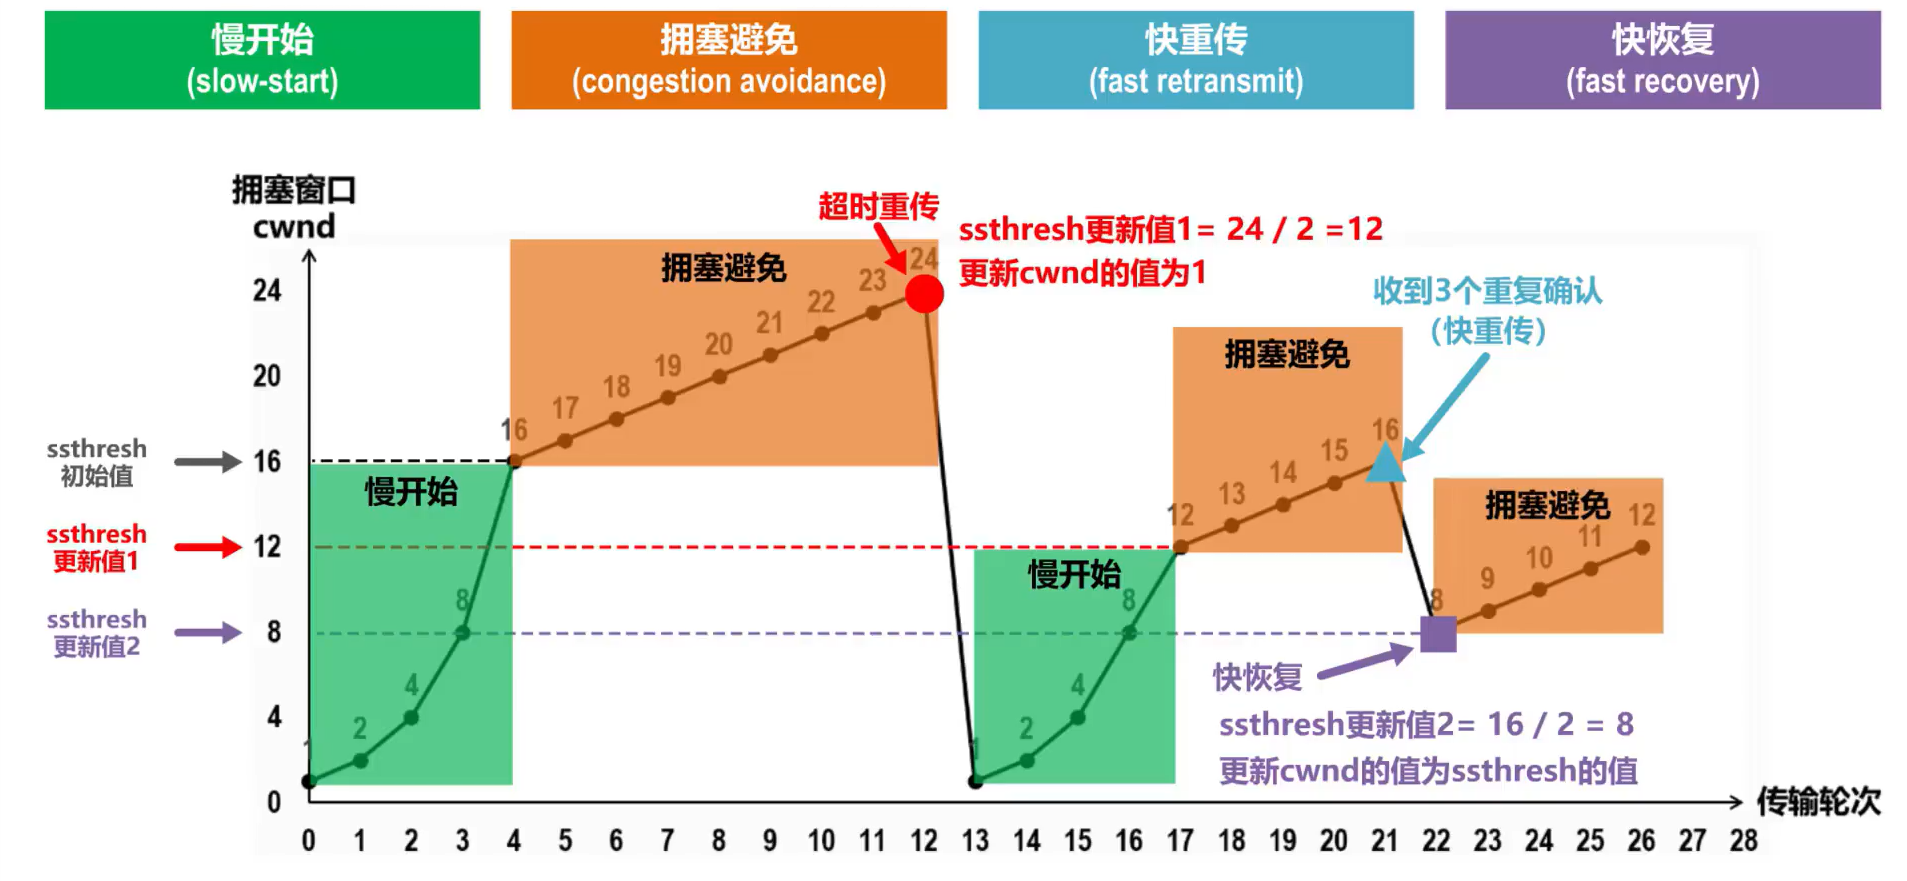 慢开始
(slow-start)
拥塞避免
(congestion avoidance)
快重传
(fast retransmit)
快恢复
(fast recovery)
拥塞窗口
cwnd
超时重传
ssthresh更新值1= 24 / 2 =12
更新cwnd的值为1
收到3个重复确认
（快重传）
拥塞避免
拥塞避免
拥塞避免
慢开始
慢开始
24
20
16
12
8
4
0
ssthresh
初始值
ssthresh
更新值1
ssthresh
更新值2
1
2
4
8
16
17
18
19
20
21
22
23
24
1
2
4
8
12
13
14
15
16
8
9
10
11
12
快恢复
ssthresh更新值2= 16 / 2 = 8
更新cwnd的值为ssthresh的值
传输轮次
0 1 2 3 4 5 6 7 8 9 10 11 12 13 14 15 16 17 18 19 20 21 22 23 24 25 26 27 28